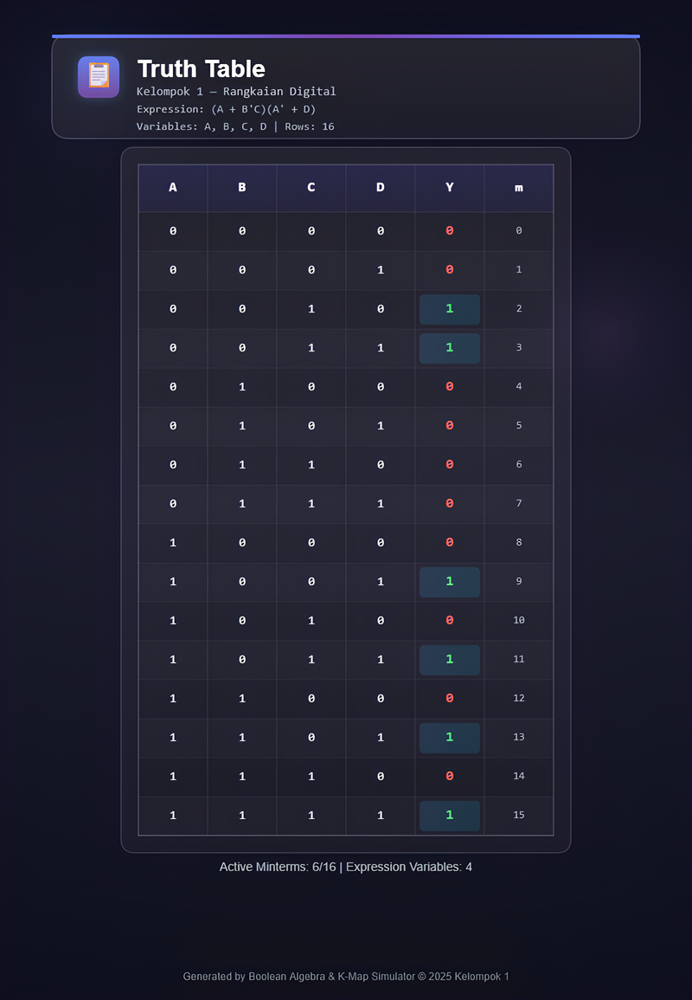 Truth Table
Kelompok 1 — Rangkaian Digital
Expression: (A + B'C)(A' + D)
Variables: A, B, C, D | Rows: 16
A B C D Y m
0 0 0 0 0 0
0 0 0 1 0 1
0 0 1 0 1 2
0 0 1 1 1 3
0 1 0 0 0 4
0 1 0 1 0 5
0 1 1 0 0 6
0 1 1 1 0 7
1 0 0 0 0 8
1 0 0 1 1 9
1 0 1 0 0 10
1 0 1 1 1 11
1 1 0 0 0 12
1 1 0 1 1 13
1 1 1 0 0 14
1 1 1 1 1 15
Active Minterms: 6/16 | Expression Variables: 4
Generated by Boolean Algebra & K-Map Simulator © 2025 Kelompok 1